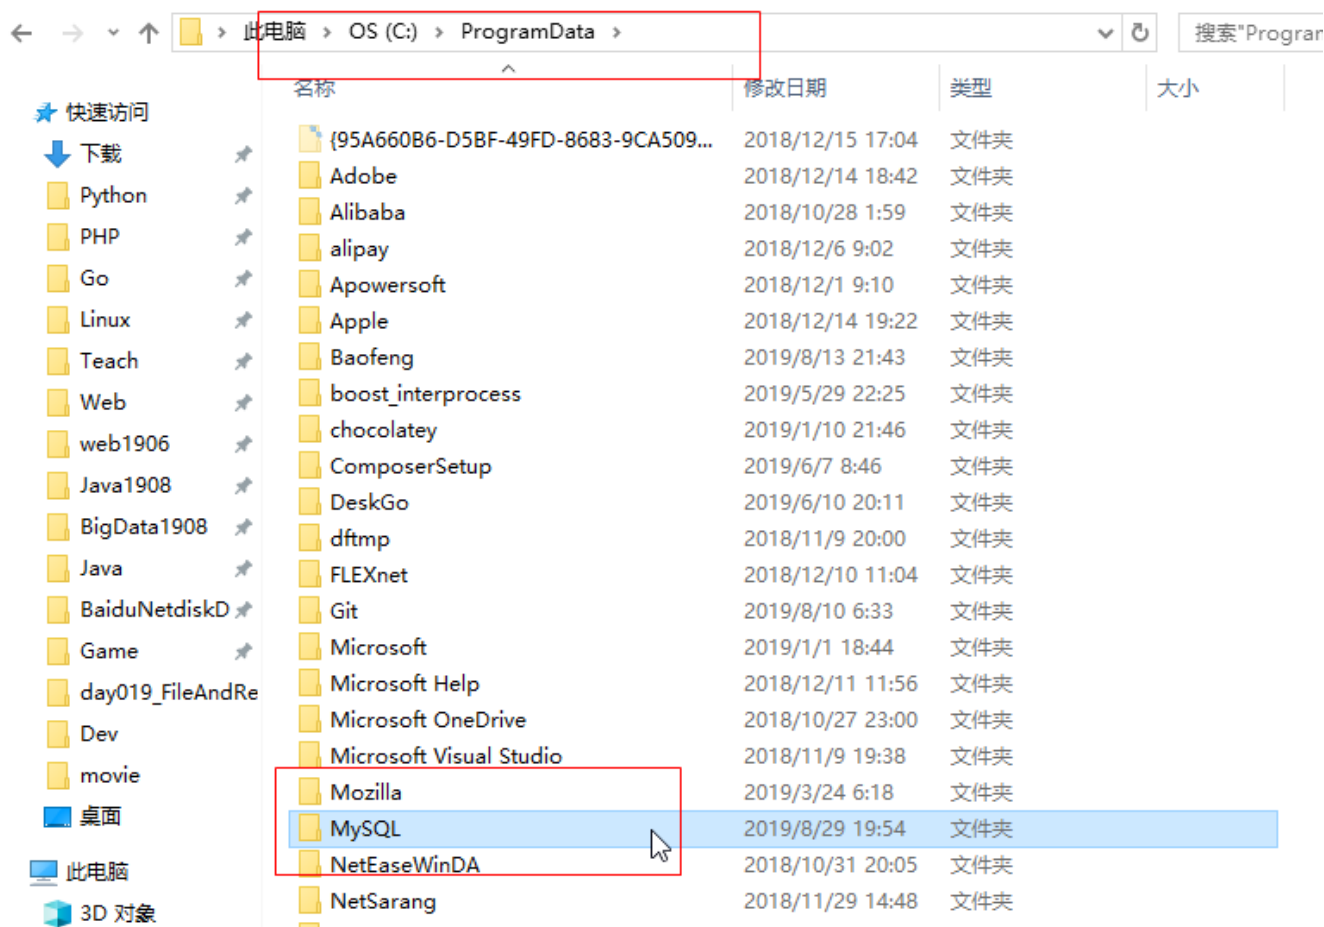 此电脑 › OS (C:) › ProgramData ›
搜索"Progran
名称 修改日期 类型 大小
快速访问
下载
Python
PHP
Go
Linux
Teach
Web
web1906
Java1908
BigData1908
Java
BaiduNetdiskD
Game
day019_FileAndRe
Dev
movie
桌面
此电脑
3D 对象
{95A660B6-D5BF-49FD-8683-9CA509... 2018/12/15 17:04 文件夹
Adobe 2018/12/14 18:42 文件夹
Alibaba 2018/10/28 1:59 文件夹
alipay 2018/12/6 9:02 文件夹
Apowersoft 2018/12/1 9:10 文件夹
Apple 2018/12/14 19:22 文件夹
Baofeng 2019/8/13 21:43 文件夹
boost_interprocess 2019/5/29 22:25 文件夹
chocolatey 2019/1/10 21:46 文件夹
ComposerSetup 2019/6/7 8:46 文件夹
DeskGo 2019/6/10 20:11 文件夹
dftmp 2018/11/9 20:00 文件夹
FLEXnet 2018/12/10 11:04 文件夹
Git 2019/8/10 6:33 文件夹
Microsoft 2019/1/1 18:44 文件夹
Microsoft Help 2018/12/11 11:56 文件夹
Microsoft OneDrive 2018/10/27 23:00 文件夹
Microsoft Visual Studio 2018/11/9 19:38 文件夹
Mozilla 2019/3/24 6:18 文件夹
MySQL 2019/8/29 19:54 文件夹
NetEaseWinDA 2018/10/31 20:05 文件夹
NetSarang 2018/11/29 14:48 文件夹